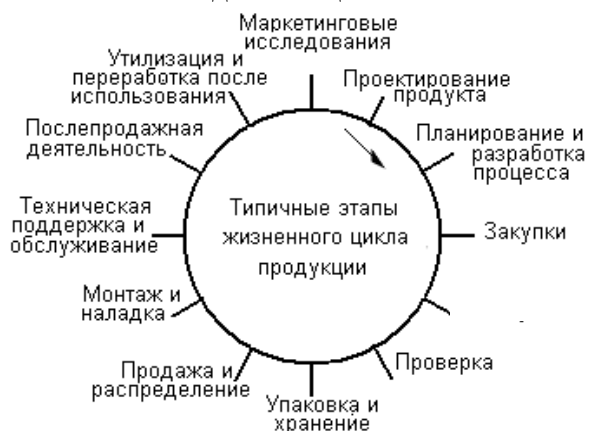 Маркетинговые
исследования
Проектирование
продукта
Планирование и
разработка
процесса
Закупки
Проверка
Упаковка и
хранение
Продажа и
распределение
Монтаж и
наладка
Техническая
поддержка и
обслуживание
Послепродажная
деятельность
Утилизация и
переработка после
использования
Типичные этапы
жизненного цикла
продукции